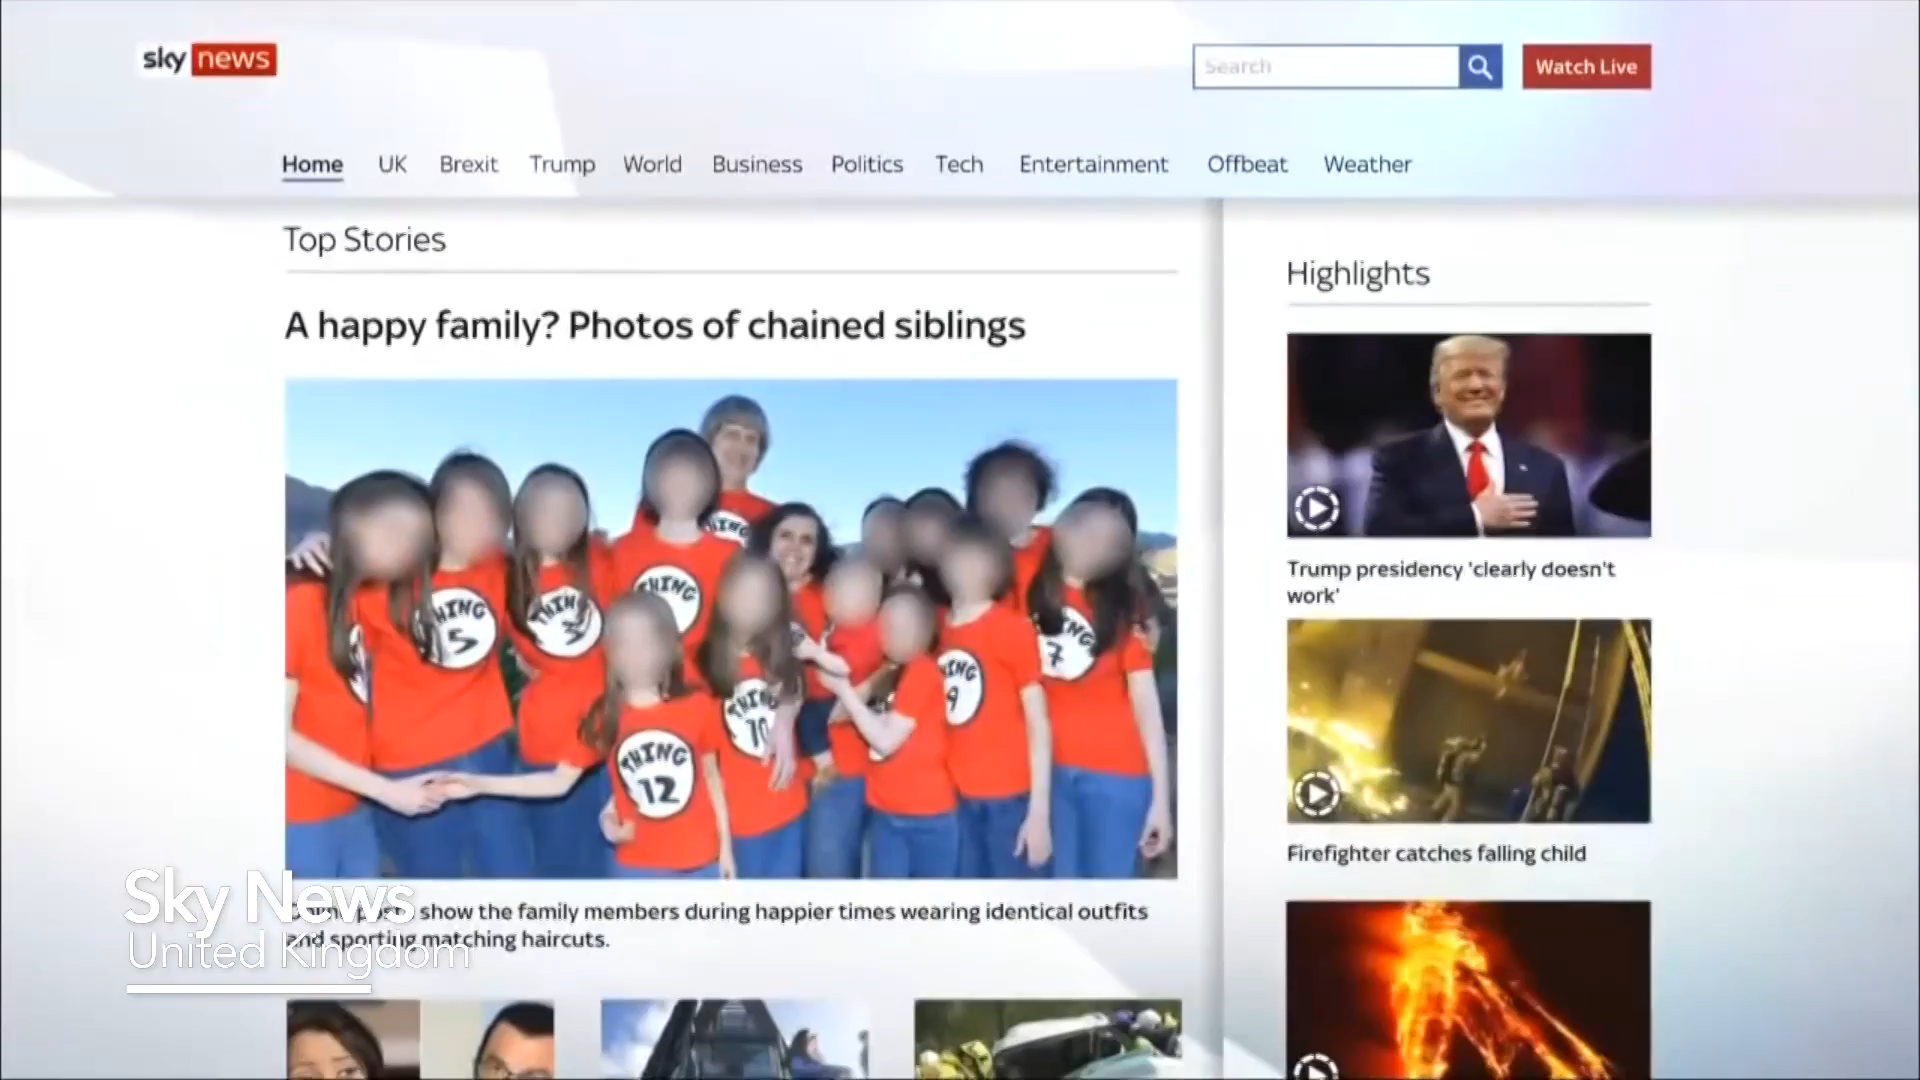 sky news
Search
Watch Live
Home UK Brexit Trump World Business Politics Tech Entertainment Offbeat Weather
Top Stories
A happy family? Photos of chained siblings
THING
THING 5
THING 3
THING
THING 12
THING 10
THING 9
THING 7
show the family members during happier times wearing identical outfits
and sporting matching haircuts.
Highlights
Trump presidency 'clearly doesn't
work'
Firefighter catches falling child
Sky News
United Kingdom